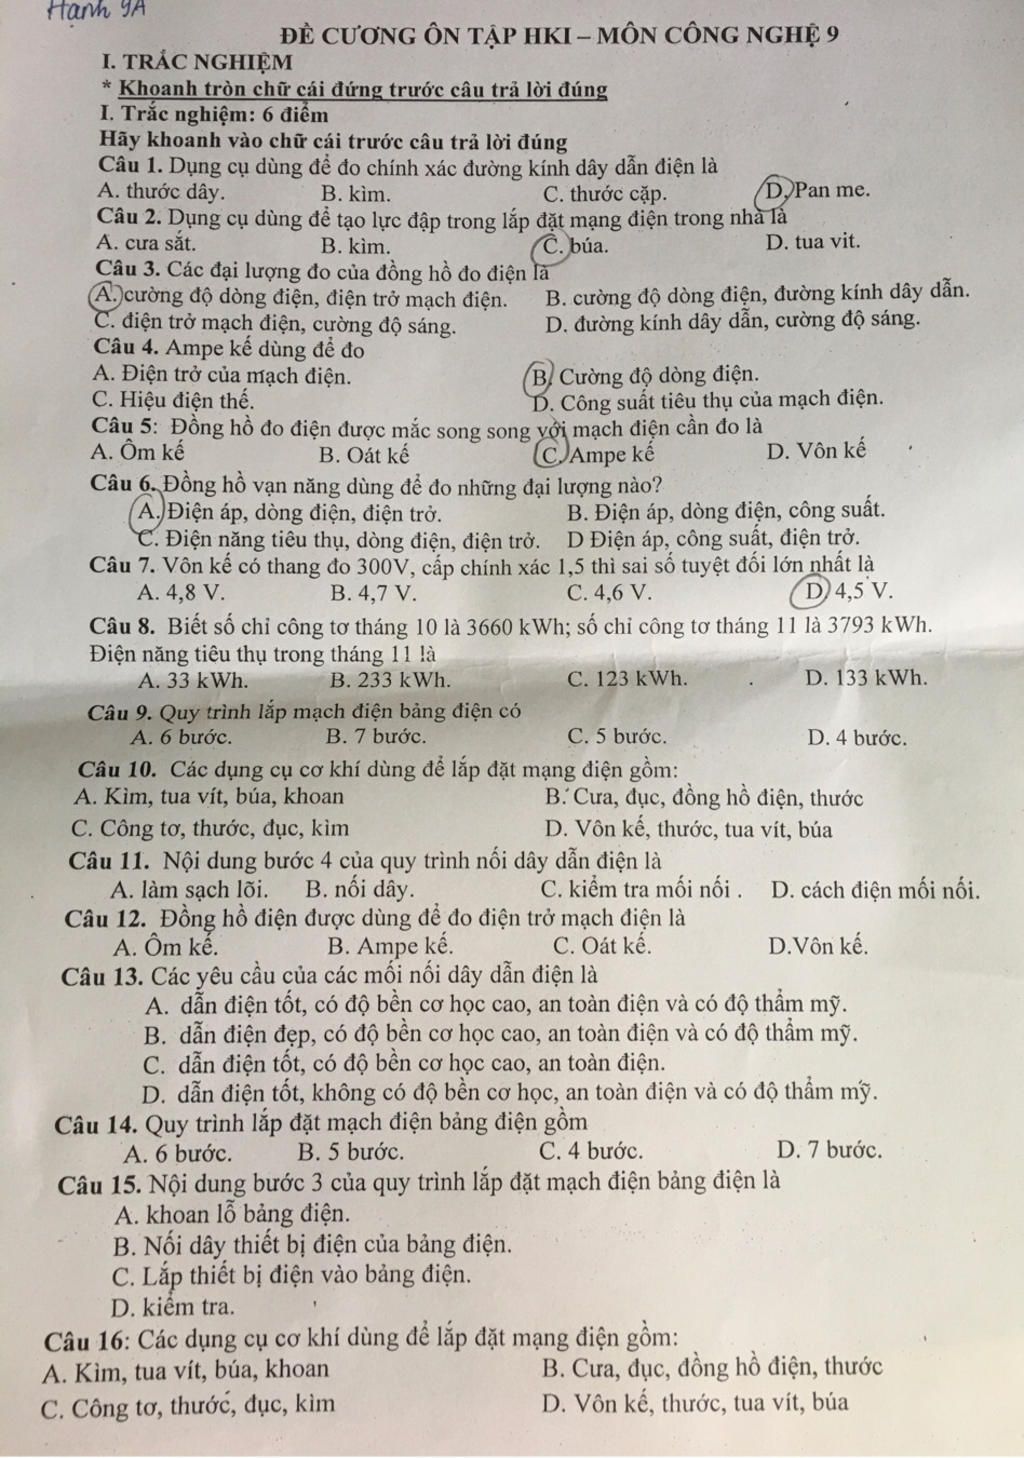 Hạnh 9A
ĐỀ CƯƠNG ÔN TẬP HKI – MÔN CÔNG NGHỆ 9
I. TRẮC NGHIỆM
* Khoanh tròn chữ cái đứng trước câu trả lời đúng
I. Trắc nghiệm: 6 điểm
Hãy khoanh vào chữ cái trước câu trả lời đúng
Câu 1. Dụng cụ dùng để đo chính xác đường kính dây dẫn điện là
A. thước dây. B. kìm. C. thước cặp. D. Pan me.
Câu 2. Dụng cụ dùng để tạo lực đập trong lắp đặt mạng điện trong nhà là
A. cưa sắt. B. kìm. C. búa. D. tua vit.
Câu 3. Các đại lượng đo của đồng hồ đo điện là
A. cường độ dòng điện, điện trở mạch điện. B. cường độ dòng điện, đường kính dây dẫn.
C. điện trở mạch điện, cường độ sáng. D. đường kính dây dẫn, cường độ sáng.
Câu 4. Ampe kế dùng để đo
A. Điện trở của mạch điện. B. Cường độ dòng điện.
C. Hiệu điện thế. D. Công suất tiêu thụ của mạch điện.
Câu 5: Đồng hồ đo điện được mắc song song với mạch điện cần đo là
A. Ôm kế B. Oát kế C. Ampe kế D. Vôn kế
Câu 6. Đồng hồ vạn năng dùng để đo những đại lượng nào?
A. Điện áp, dòng điện, điện trở. B. Điện áp, dòng điện, công suất.
C. Điện năng tiêu thụ, dòng điện, điện trở. D Điện áp, công suất, điện trở.
Câu 7. Vôn kế có thang đo 300V, cấp chính xác 1,5 thì sai số tuyệt đối lớn nhất là
A. 4,8 V. B. 4,7 V. C. 4,6 V. D 4,5 V.
Câu 8. Biết số chỉ công tơ tháng 10 là 3660 kWh; số chỉ công tơ tháng 11 là 3793 kWh.
Điện năng tiêu thụ trong tháng 11 là
A. 33 kWh. B. 233 kWh. C. 123 kWh. D. 133 kWh.
Câu 9. Quy trình lắp mạch điện bảng điện có
A. 6 bước. B. 7 bước. C. 5 bước. D. 4 bước.
Câu 10. Các dụng cụ cơ khí dùng để lắp đặt mạng điện gồm:
A. Kìm, tua vít, búa, khoan B. Cưa, đục, đồng hồ điện, thước
C. Công tơ, thước, đục, kìm D. Vôn kế, thước, tua vít, búa
Câu 11. Nội dung bước 4 của quy trình nối dây dẫn điện là
A. làm sạch lõi. B. nối dây. C. kiểm tra mối nối . D. cách điện mối nối.
Câu 12. Đồng hồ điện được dùng để đo điện trở mạch điện là
A. Ôm kế. B. Ampe kế. C. Oát kế. D.Vôn kế.
Câu 13. Các yêu cầu của các mối nối dây dẫn điện là
A. dẫn điện tốt, có độ bền cơ học cao, an toàn điện và có độ thẩm mỹ.
B. dẫn điện đẹp, có độ bền cơ học cao, an toàn điện và có độ thẩm mỹ.
C. dẫn điện tốt, có độ bền cơ học cao, an toàn điện.
D. dẫn điện tốt, không có độ bền cơ học, an toàn điện và có độ thẩm mỹ.
Câu 14. Quy trình lắp đặt mạch điện bảng điện gồm
A. 6 bước. B. 5 bước. C. 4 bước. D. 7 bước.
Câu 15. Nội dung bước 3 của quy trình lắp đặt mạch điện bảng điện là
A. khoan lỗ bảng điện.
B. Nối dây thiết bị điện của bảng điện.
C. Lắp thiết bị điện vào bảng điện.
D. kiểm tra.
Câu 16: Các dụng cụ cơ khí dùng để lắp đặt mạng điện gồm:
A. Kìm, tua vít, búa, khoan B. Cưa, đục, đồng hồ điện, thước
C. Công tơ, thước, đục, kìm D. Vôn kế, thước, tua vít, búa